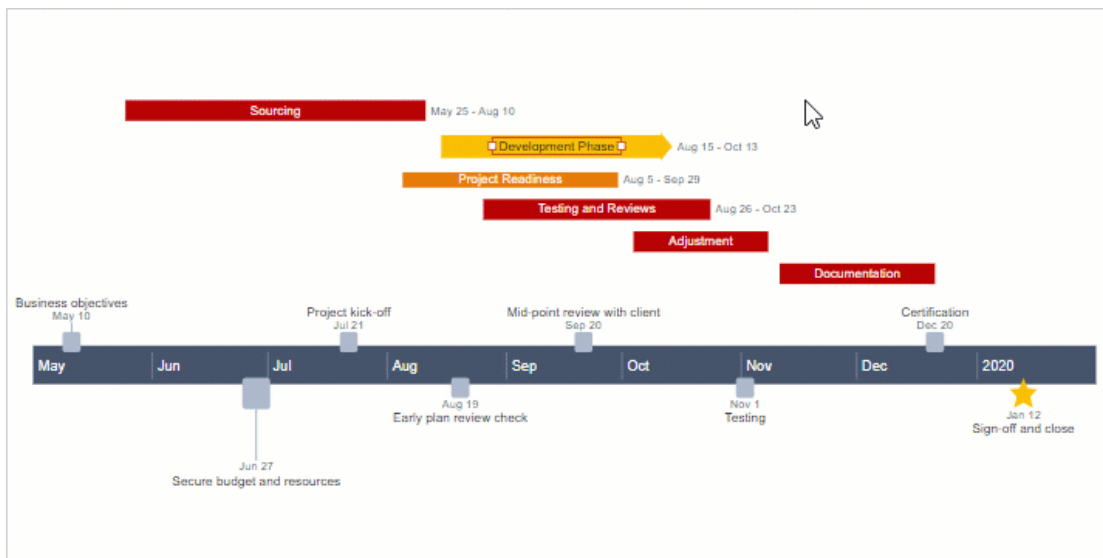 Sourcing
May 25 - Aug 10
Development Phase
Aug 15 - Oct 13
Project Readiness
Aug 5 - Sep 29
Testing and Reviews
Aug 26 - Oct 23
Adjustment
Documentation
Business objectives
May 10
Project kick-off
Jul 21
Mid-point review with client
Sep 20
Certification
Dec 20
May
Jun
Jul
Aug
Sep
Oct
Nov
Dec
2020
Aug 19
Early plan review check
Nov 1
Testing
Jan 12
Sign-off and close
Jun 27
Secure budget and resources